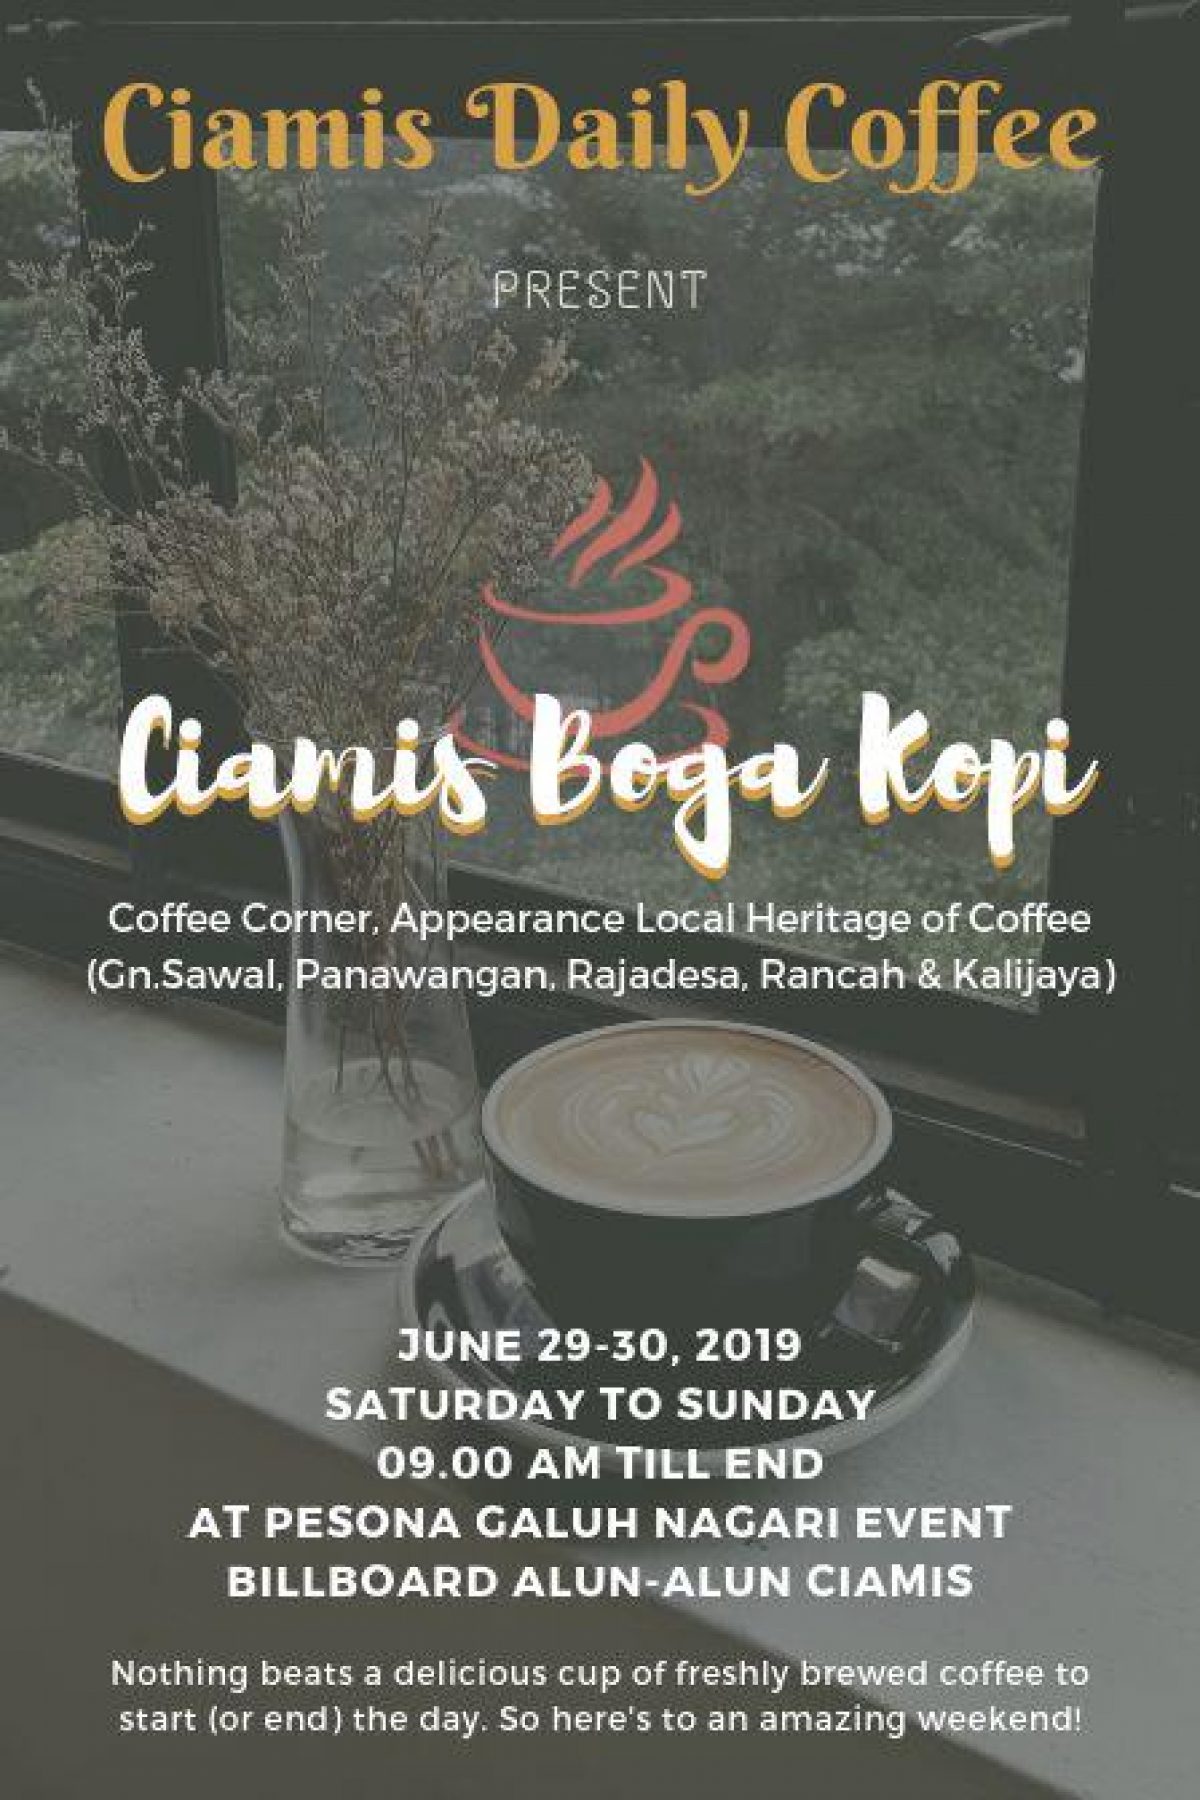 Ciamis Daily Coffee
PRESENT
Ciamis Boga Kopi
Coffee Corner, Appearance Local Heritage of Coffee
(Gn.Sawal, Panawangan, Rajadesa, Rancah & Kalijaya)
JUNE 29-30, 2019
SATURDAY TO SUNDAY
09.00 AM TILL END
AT PESONA GALUH NAGARI EVENT
BILLBOARD ALUN-ALUN CIAMIS
Nothing beats a delicious cup of freshly brewed coffee to
start (or end) the day. So here's to an amazing weekend!